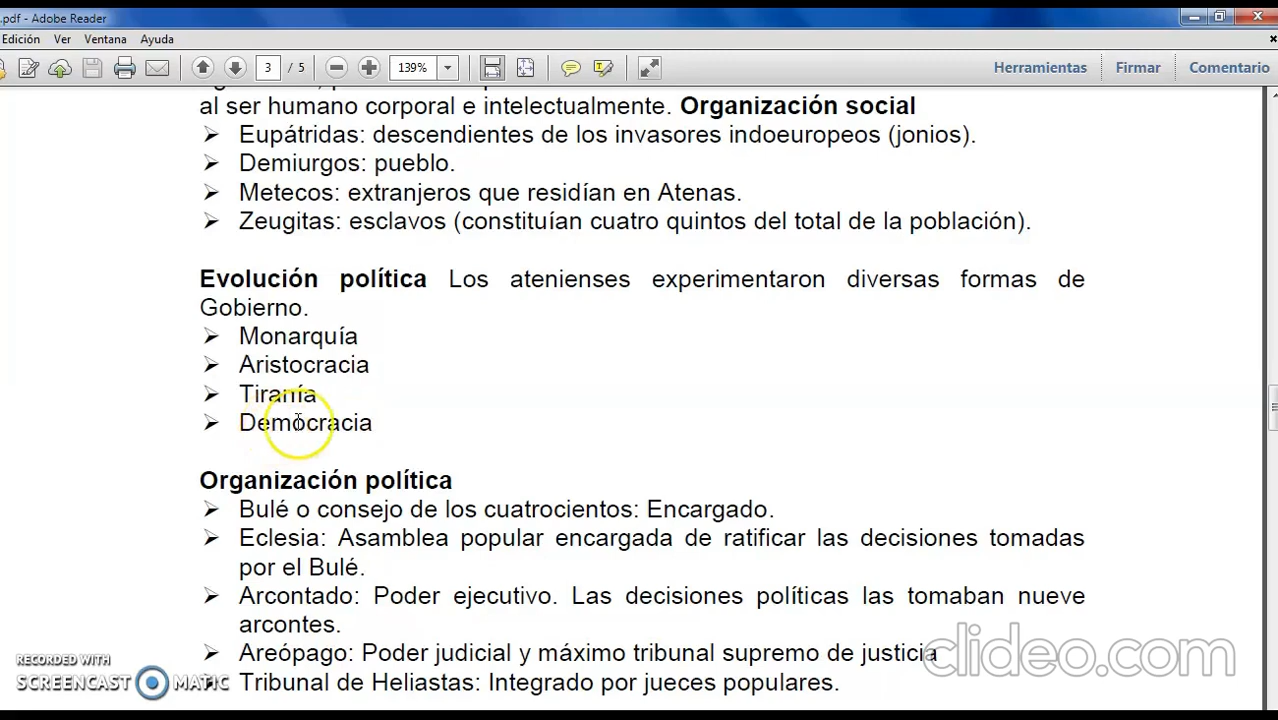 .pdf - Adobe Reader
Edición Ver Ventana Ayuda
3 / 5 139% Herramientas Firmar Comentario
al ser humano corporal e intelectualmente. Organización social
➤ Eupátridas: descendientes de los invasores indoeuropeos (jonios).
➤ Demiurgos: pueblo.
➤ Metecos: extranjeros que residían en Atenas.
➤ Zeugitas: esclavos (constituían cuatro quintos del total de la población).
Evolución política Los atenienses experimentaron diversas formas de
Gobierno.
➤ Monarquía
➤ Aristocracia
➤ Tiranía
➤ Democracia
Organización política
➤ Bulé o consejo de los cuatrocientos: Encargado.
➤ Eclesia: Asamblea popular encargada de ratificar las decisiones tomadas
por el Bulé.
➤ Arcontado: Poder ejecutivo. Las decisiones políticas las tomaban nueve
arcontes.
➤ Areópago: Poder judicial y máximo tribunal supremo de justicia
➤ Tribunal de Heliastas: Integrado por jueces populares.
clideo.com
RECORDED WITH
SCREENCAST MATIC